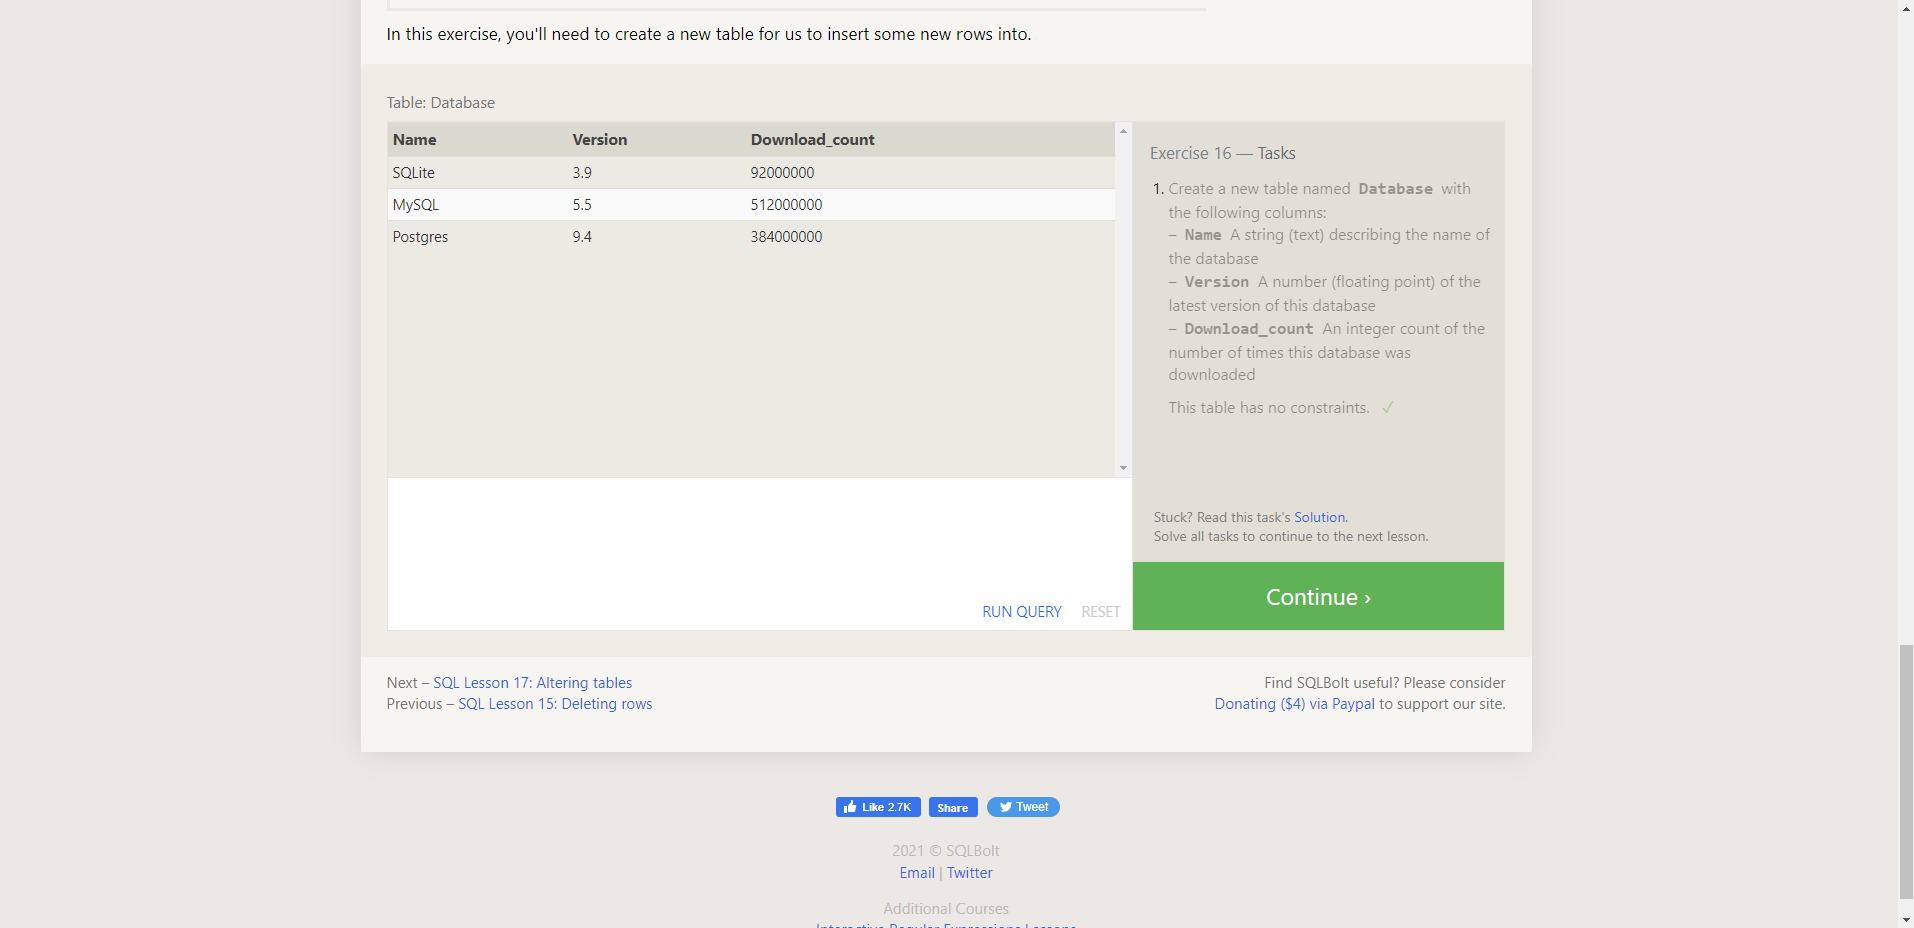 In this exercise, you'll need to create a new table for us to insert some new rows into.
Table: Database
Name Version Download_count
SQLite 3.9 92000000
MySQL 5.5 512000000
Postgres 9.4 384000000
RUN QUERY RESET
Exercise 16 — Tasks
1. Create a new table named Database with
the following columns:
– Name A string (text) describing the name of
the database
– Version A number (floating point) of the
latest version of this database
– Download_count An integer count of the
number of times this database was
downloaded
This table has no constraints. ✓
Stuck? Read this task's Solution.
Solve all tasks to continue to the next lesson.
Continue ›
Next – SQL Lesson 17: Altering tables
Previous – SQL Lesson 15: Deleting rows
Find SQLBolt useful? Please consider
Donating ($4) via Paypal to support our site.
Like 2.7K Share Tweet
2021 © SQLBolt
Email | Twitter
Additional Courses
Interactive Regular Expressions Lessons